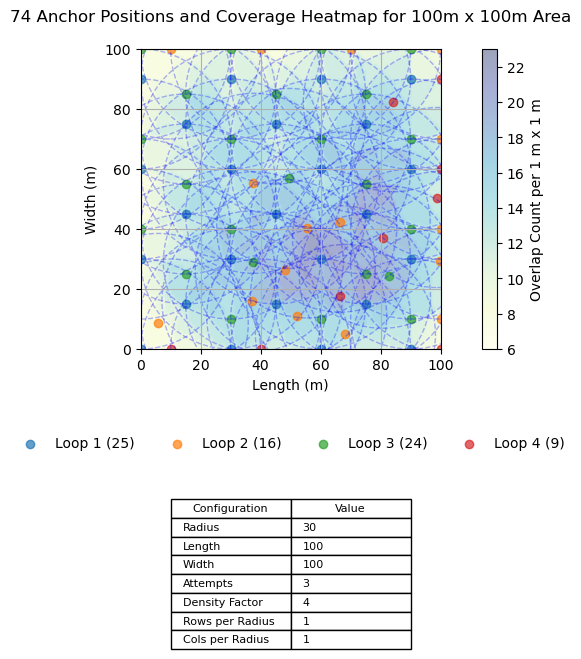 74 Anchor Positions and Coverage Heatmap for 100m x 100m Area
100
80
60
40
20
0
Width (m)
0 20 40 60 80 100
Length (m)
22
20
18
16
14
12
10
8
6
Overlap Count per 1 m x 1 m
Loop 1 (25) Loop 2 (16) Loop 3 (24) Loop 4 (9)
Configuration Value
Radius 30
Length 100
Width 100
Attempts 3
Density Factor 4
Rows per Radius 1
Cols per Radius 1